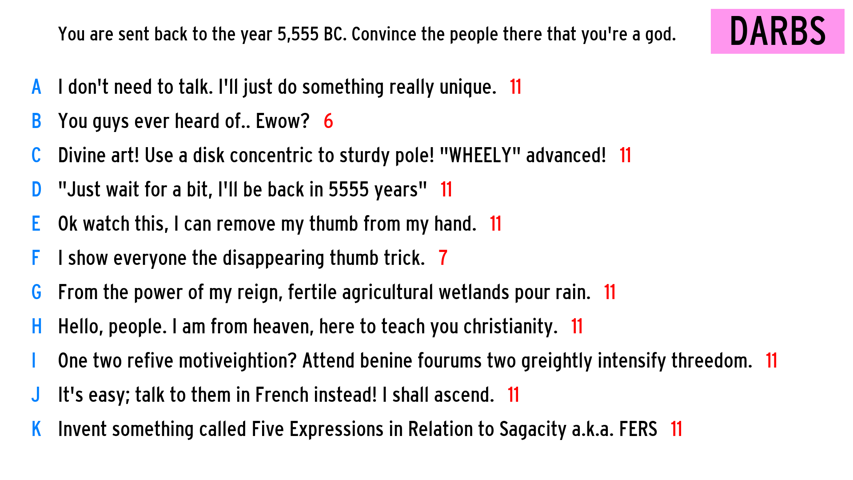 You are sent back to the year 5,555 BC. Convince the people there that you're a god.
DARBS
A I don't need to talk. I'll just do something really unique. 11
B You guys ever heard of.. Ewow? 6
C Divine art! Use a disk concentric to sturdy pole! "WHEELY" advanced! 11
D "Just wait for a bit, I'll be back in 5555 years" 11
E Ok watch this, I can remove my thumb from my hand. 11
F I show everyone the disappearing thumb trick. 7
G From the power of my reign, fertile agricultural wetlands pour rain. 11
H Hello, people. I am from heaven, here to teach you christianity. 11
I One two refive motiveightion? Attend benine fourums two greightly intensify threedom. 11
J It's easy; talk to them in French instead! I shall ascend. 11
K Invent something called Five Expressions in Relation to Sagacity a.k.a. FERS 11